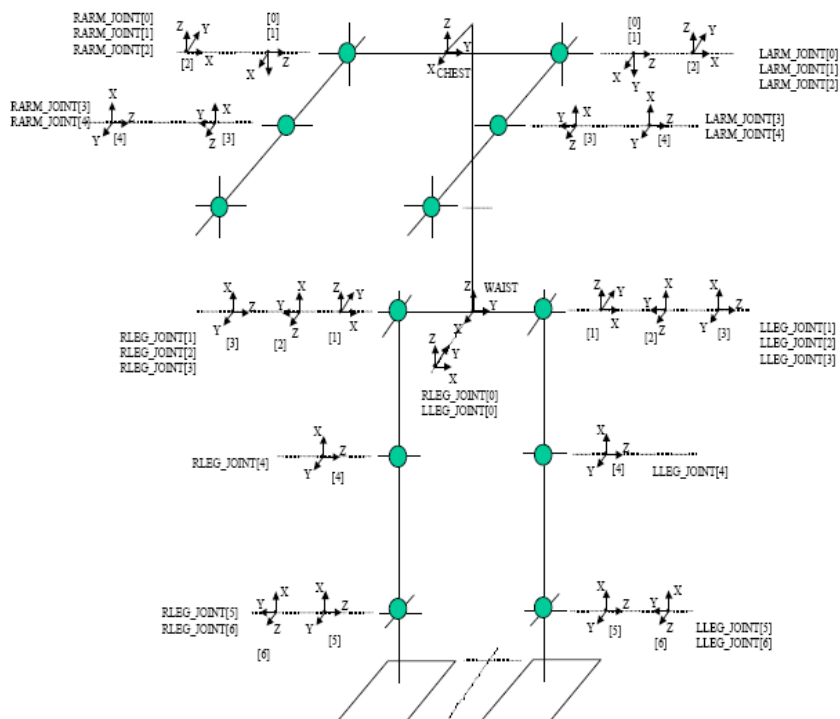 RARM_JOINT[0]
RARM_JOINT[1]
RARM_JOINT[2]
Z Y X [2]
[0]
[1]
X Z Y
Z Y X
CHEST
[0]
[1]
X Z Y
Z Y X [2]
LARM_JOINT[0]
LARM_JOINT[1]
LARM_JOINT[2]
RARM_JOINT[3]
RARM_JOINT[4]
X Z Y [4]
X Y Z [3]
X Y Z [3]
X Z Y [4]
LARM_JOINT[3]
LARM_JOINT[4]
X Z Y [3]
X Y Z [2]
Z Y X [1]
Z WAIST
Y
X
Z Y X [1]
X Y Z [2]
X Z Y [3]
RLEG_JOINT[1]
RLEG_JOINT[2]
RLEG_JOINT[3]
LLEG_JOINT[1]
LLEG_JOINT[2]
LLEG_JOINT[3]
Z Y X
RLEG_JOINT[0]
LLEG_JOINT[0]
RLEG_JOINT[4]
X Z Y [4]
X Z Y [4]
LLEG_JOINT[4]
RLEG_JOINT[5]
RLEG_JOINT[6]
X Y Z [6]
X Z Y [5]
X Z Y [5]
X Y Z [6]
LLEG_JOINT[5]
LLEG_JOINT[6]